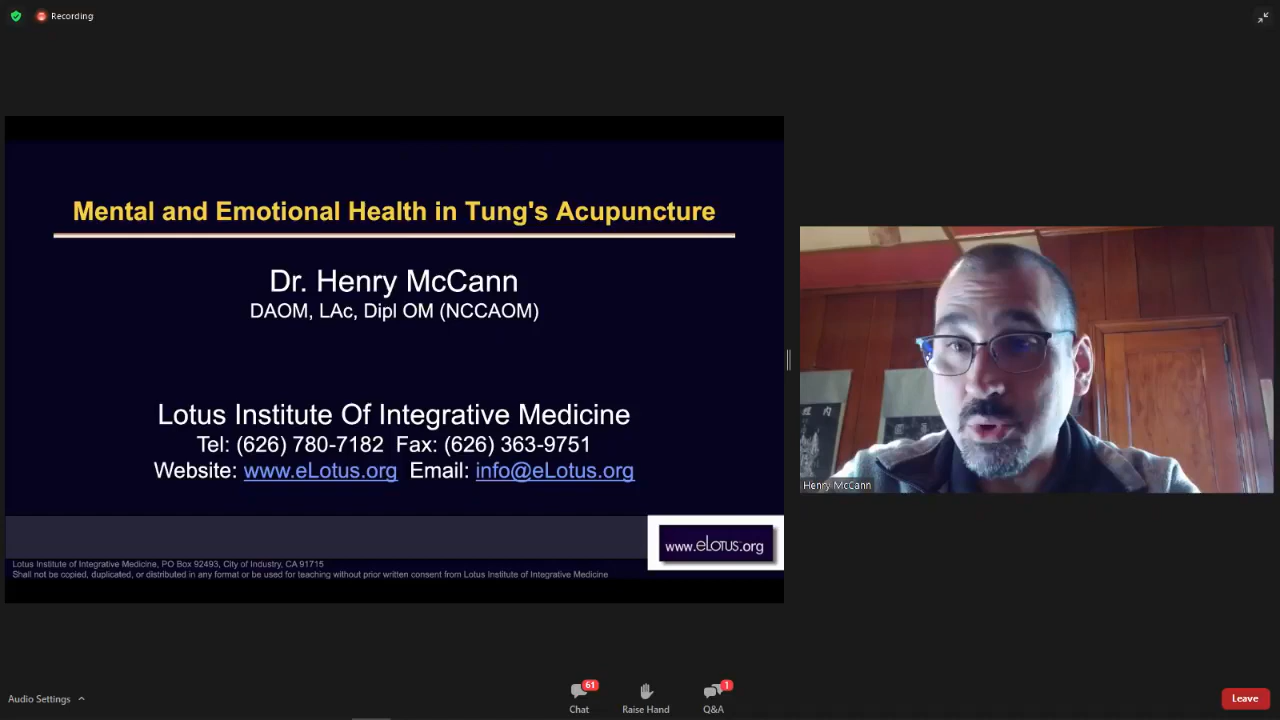 Recording
Mental and Emotional Health in Tung's Acupuncture
Dr. Henry McCann
DAOM, LAc, Dipl OM (NCCAOM)
Lotus Institute Of Integrative Medicine
Tel: (626) 780-7182 Fax: (626) 363-9751
Website: www.eLotus.org Email: info@eLotus.org
www.eLotus.org
Lotus Institute of Integrative Medicine, PO Box 92493, City of Industry, CA 91715
Shall not be copied, duplicated, or distributed in any format or be used for teaching without prior written consent from Lotus Institute of Integrative Medicine
Henry McCann
Audio Settings
61
Chat
Raise Hand
1
Q&A
Leave